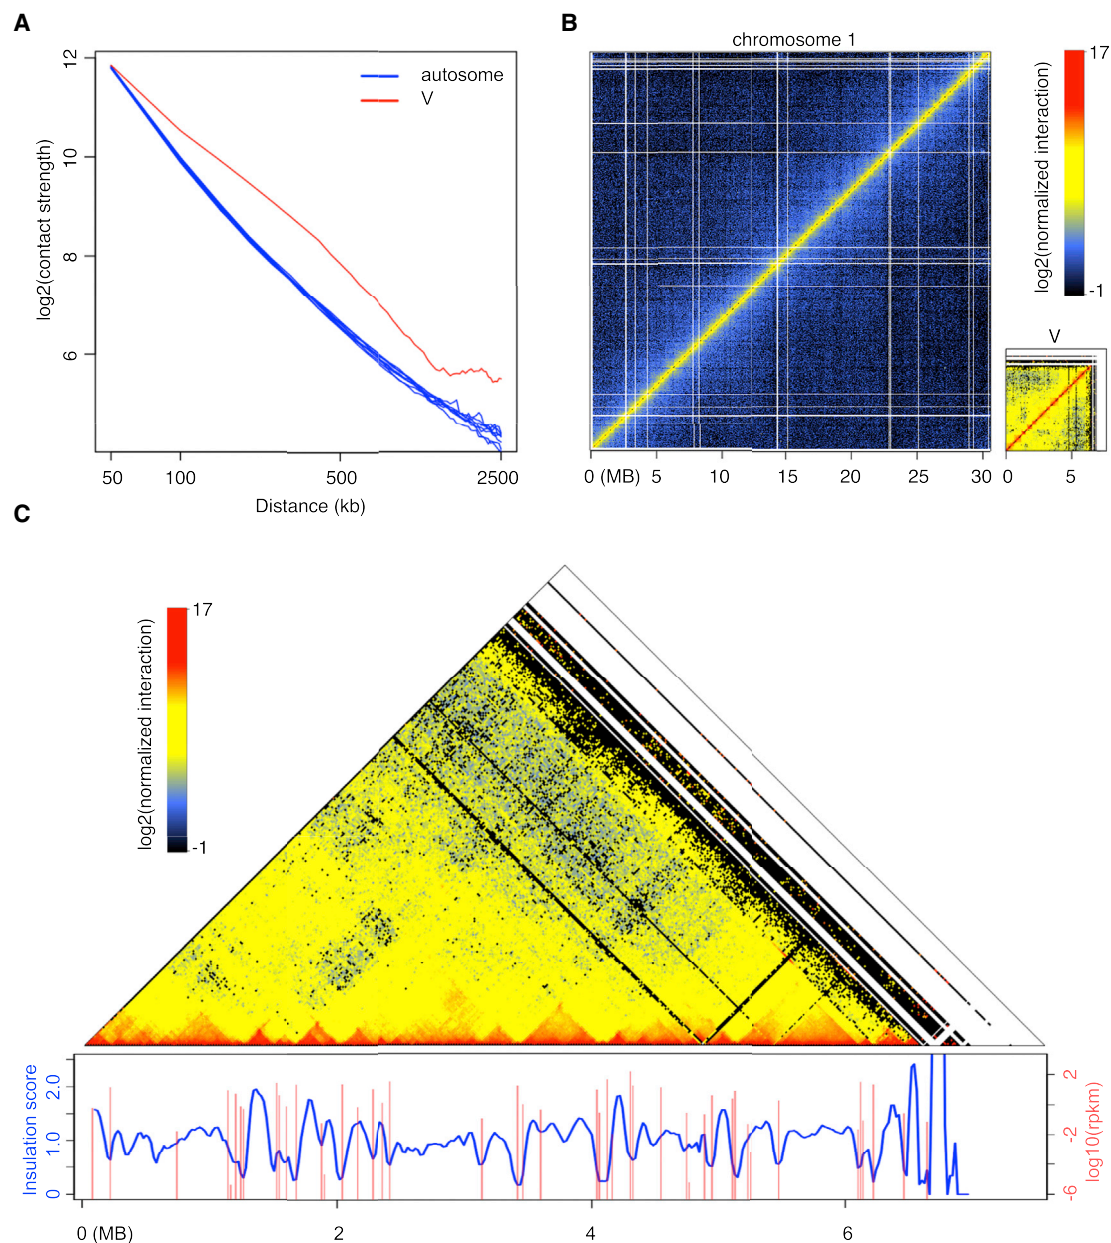 A
12
10
8
6
log2(contact strength)
autosome
V
50 100 500 2500
Distance (kb)
B
chromosome 1
0 (MB) 5 10 15 20 25 30
log2(normalized interaction)
17
-1
V
0 5
C
log2(normalized interaction)
17
-1
Insulation score
2.0
1.0
0
2
-2
-6
log10(rpkm)
0 (MB) 2 4 6